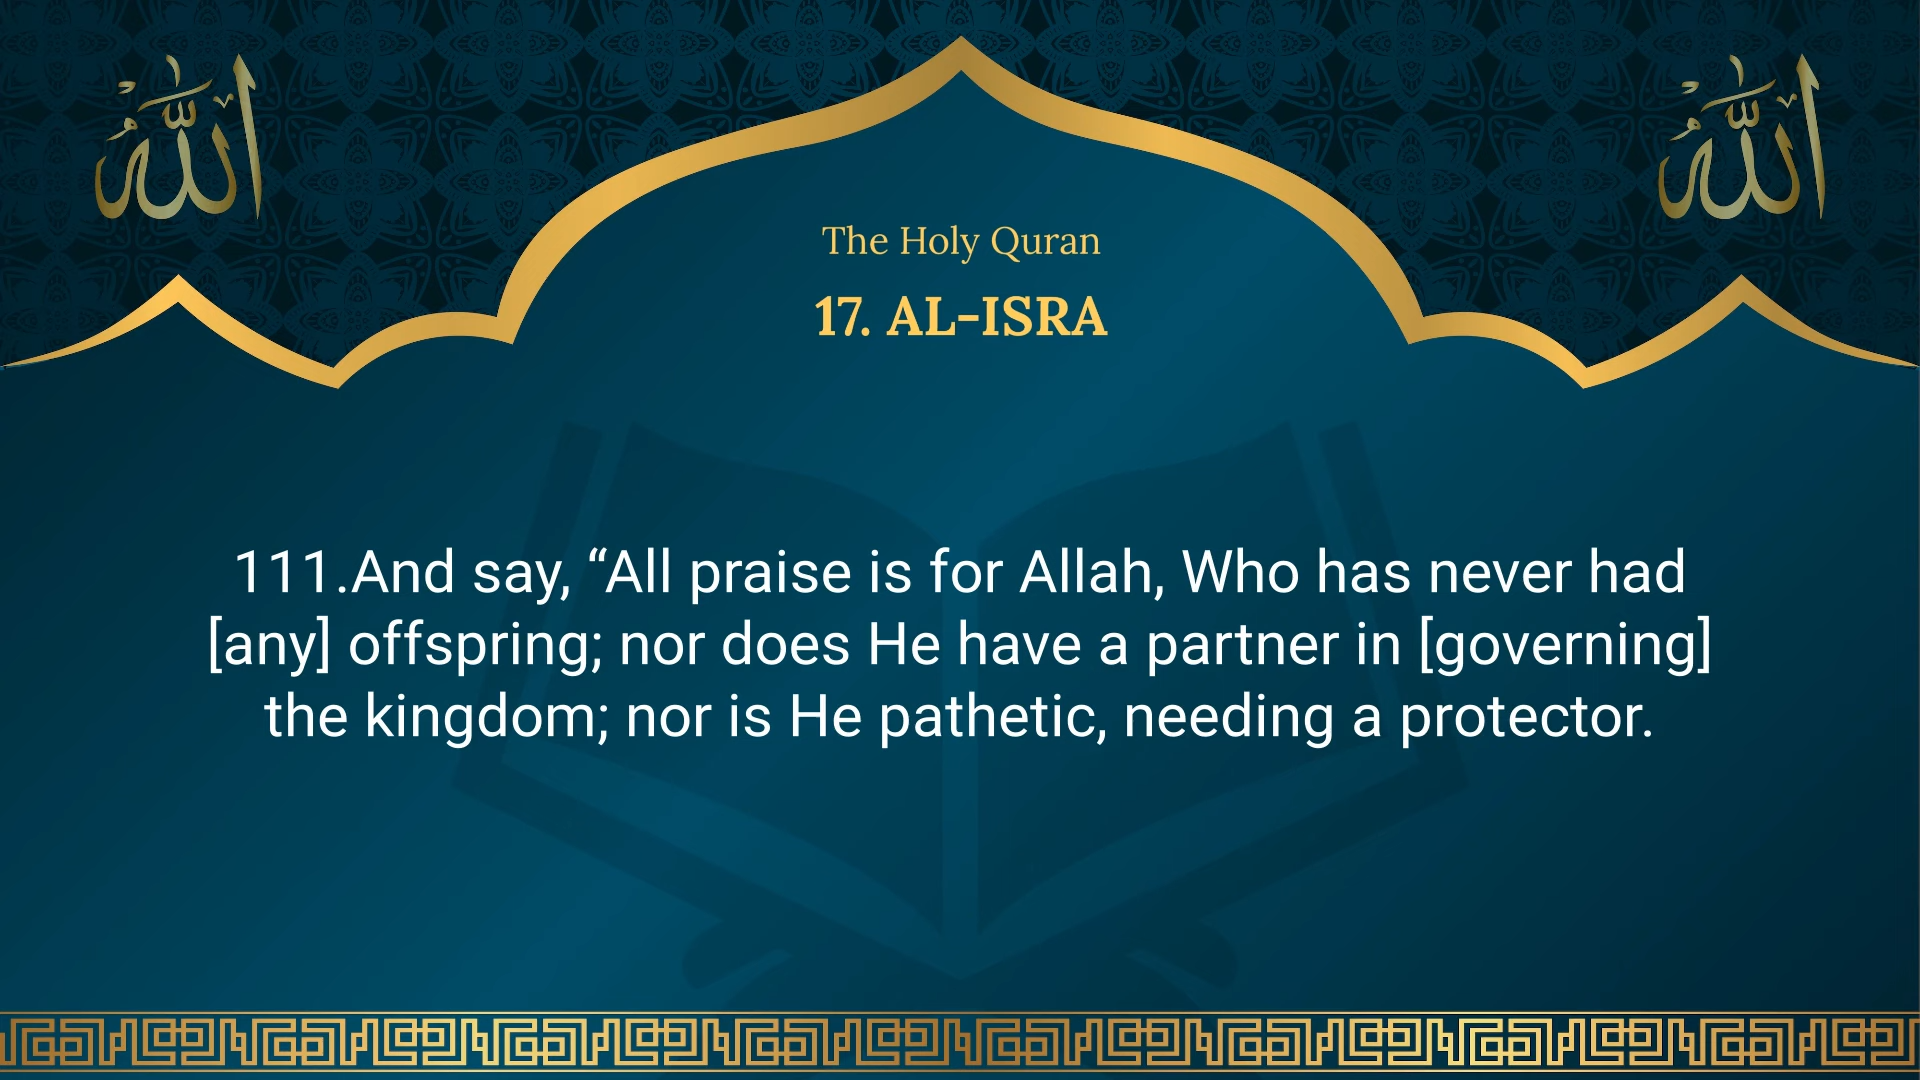 الله
الله
The Holy Quran
17. AL-ISRA
111.And say, “All praise is for Allah, Who has never had
[any] offspring; nor does He have a partner in [governing]
the kingdom; nor is He pathetic, needing a protector.